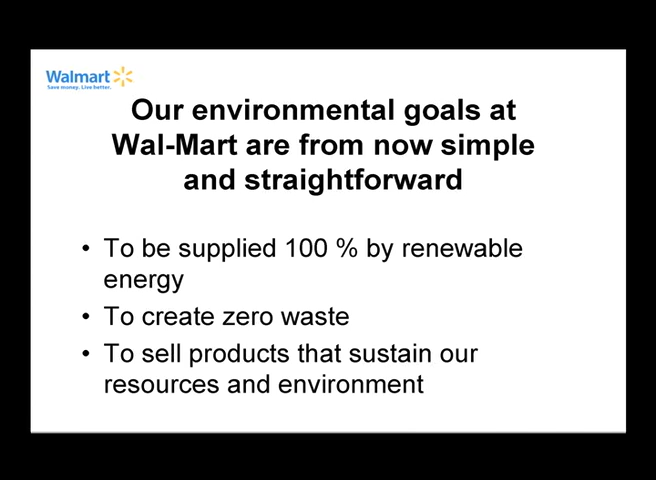 Walmart
Save money. Live better.
Our environmental goals at
Wal-Mart are from now simple
and straightforward
• To be supplied 100 % by renewable
energy
• To create zero waste
• To sell products that sustain our
resources and environment